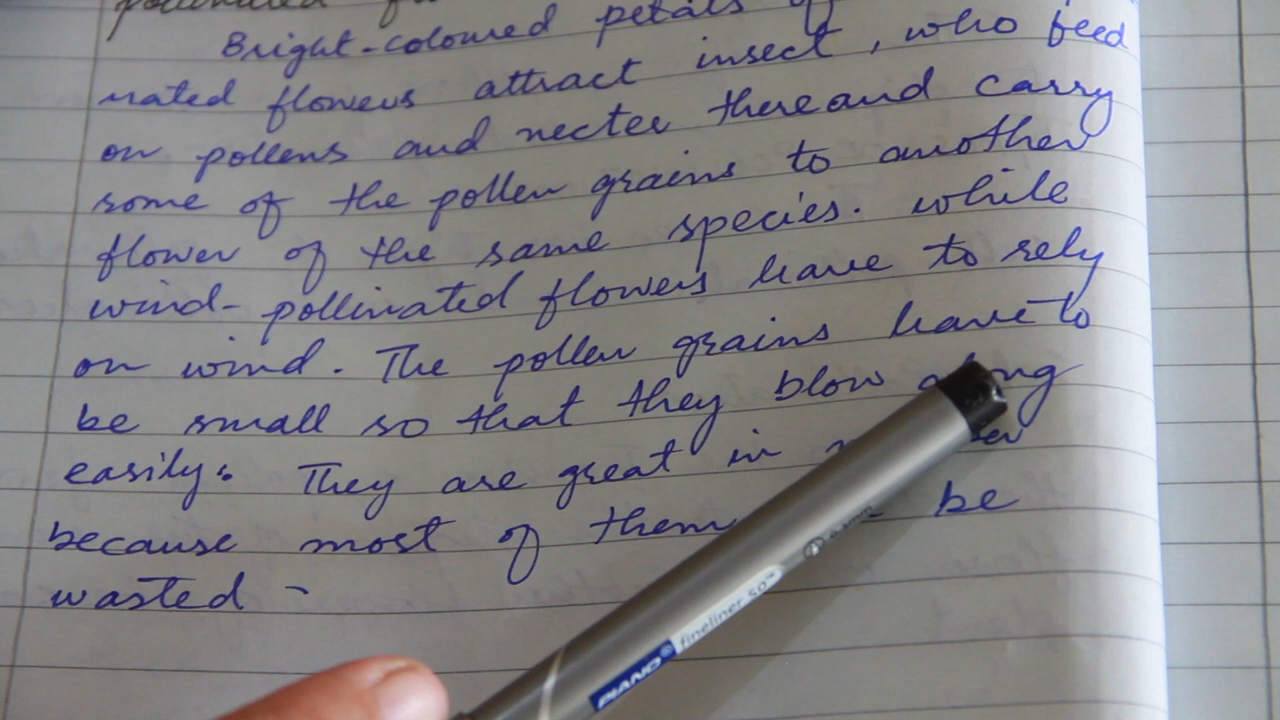 Bright-coloured petals
nated flowers attract insect, who feed
on pollens and necter there and carry
some of the pollen grains to another
flower of the same species. while
wind-pollinated flowers have to rely
on wind. The pollen grains have to
be small so that they blow
easily. They are great in
because most of them be
wasted -
PIANO fineliner